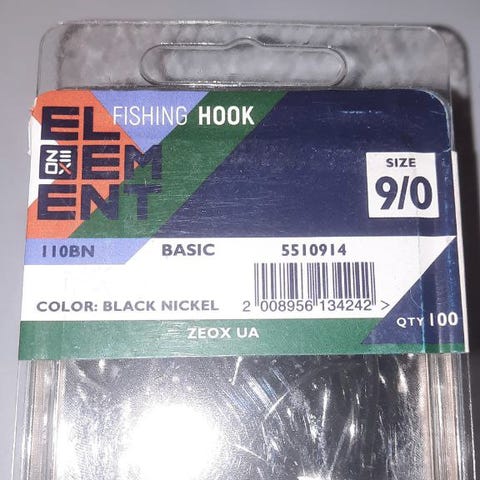 FISHING HOOK
EL
ZEOX EM
ENT
SIZE
9/0
110BN BASIC 5510914
COLOR: BLACK NICKEL 2 008956 134242 >
QTY 100
ZEOX UA